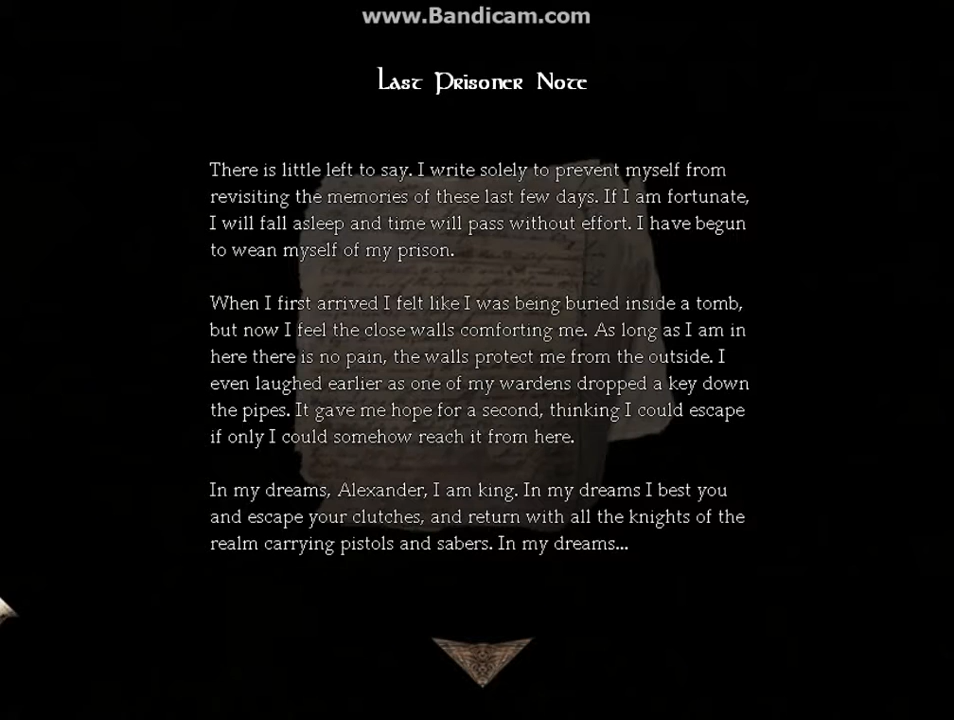 www.Bandicam.com
Last Prisoner Note
There is little left to say. I write solely to prevent myself from
revisiting the memories of these last few days. If I am fortunate,
I will fall asleep and time will pass without effort. I have begun
to wean myself of my prison.
When I first arrived I felt like I was being buried inside a tomb,
but now I feel the close walls comforting me. As long as I am in
here there is no pain, the walls protect me from the outside. I
even laughed earlier as one of my wardens dropped a key down
the pipes. It gave me hope for a second, thinking I could escape
if only I could somehow reach it from here.
In my dreams, Alexander, I am king. In my dreams I best you
and escape your clutches, and return with all the knights of the
realm carrying pistols and sabers. In my dreams...